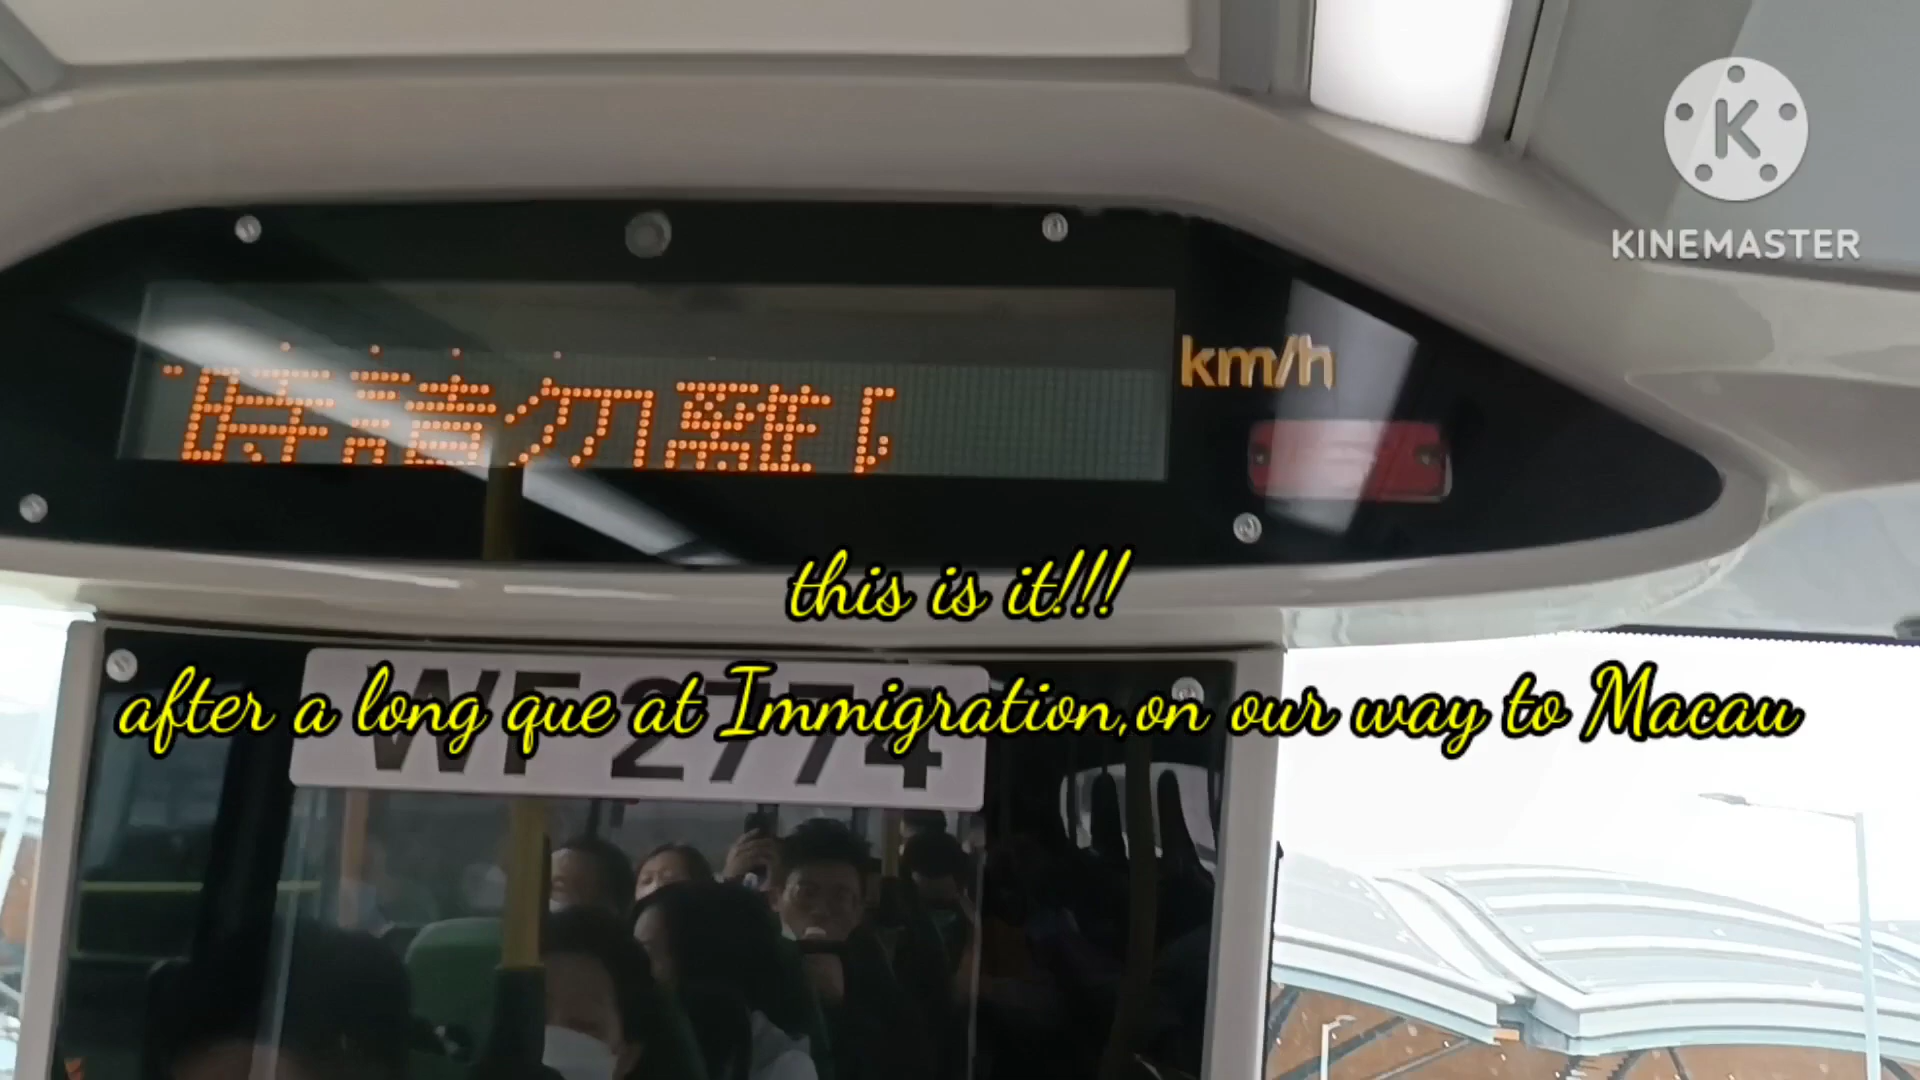 KINEMASTER
時請勿離
km/h
this is it!!!
after a long que at Immigration,on our way to Macau
WF 2774